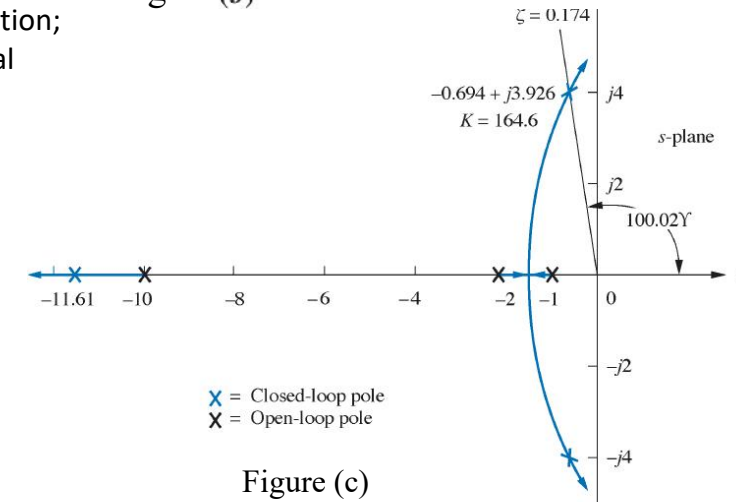 tion;
al
ζ = 0.174
–0.694 + j3.926
K = 164.6
j4
s-plane
j2
100.02ϒ
–11.61
–10
–8
–6
–4
–2
–1
0
–j2
X = Closed-loop pole
X = Open-loop pole
–j4
Figure (c)